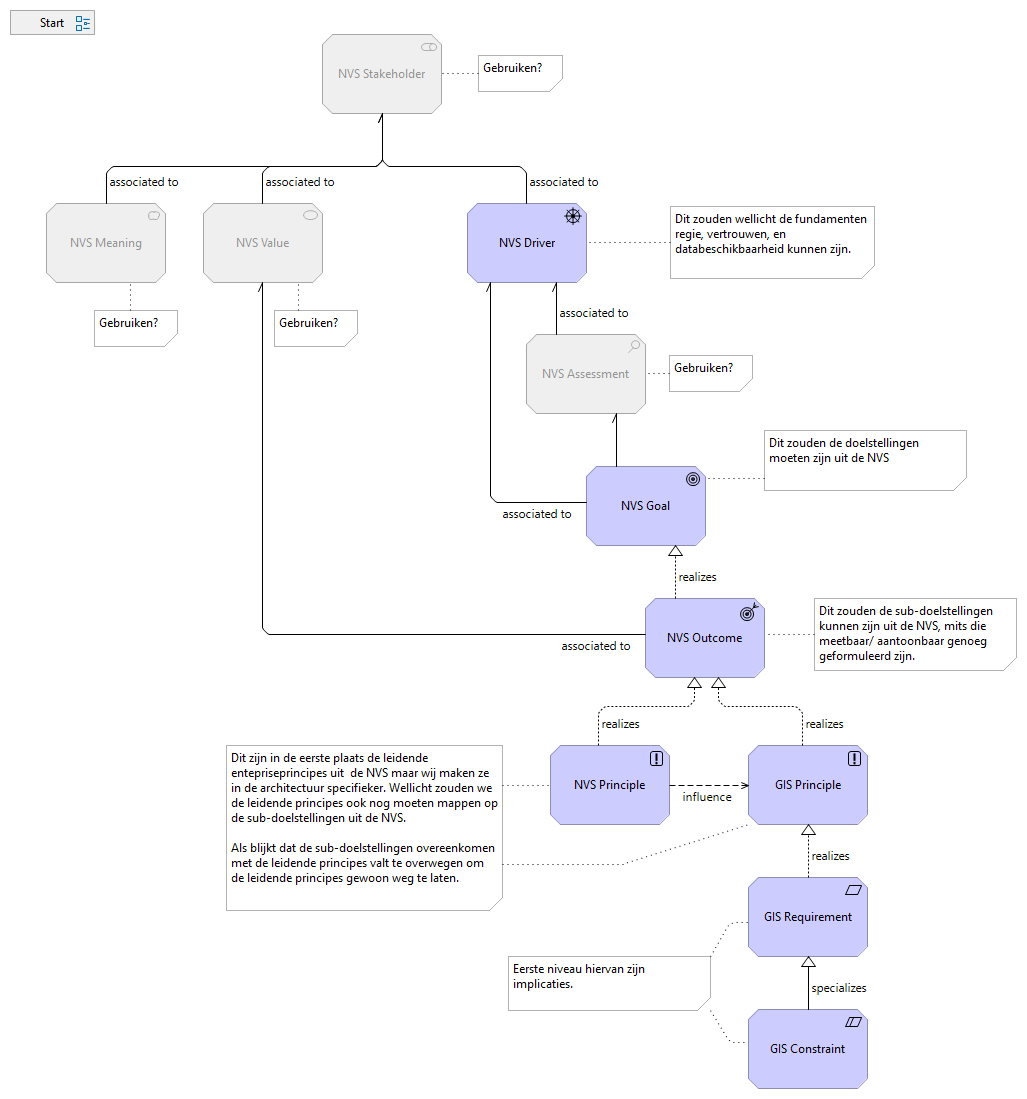 Start
NVS Stakeholder
Gebruiken?
associated to
associated to
associated to
NVS Meaning
NVS Value
NVS Driver
Dit zouden wellicht de fundamenten
regie, vertrouwen, en
databeschikbaarheid kunnen zijn.
Gebruiken?
Gebruiken?
associated to
NVS Assessment
Gebruiken?
Dit zouden de doelstellingen
moeten zijn uit de NVS
NVS Goal
associated to
realizes
Dit zouden de sub-doelstellingen
kunnen zijn uit de NVS, mits die
meetbaar/ aantoonbaar genoeg
geformuleerd zijn.
NVS Outcome
associated to
realizes
realizes
Dit zijn in de eerste plaats de leidende
entepriseprincipes uit  de NVS maar wij maken ze
in de architectuur specifieker. Wellicht zouden we
de leidende principes ook nog moeten mappen op
de sub-doelstellingen uit de NVS.
Als blijkt dat de sub-doelstellingen overeenkomen
met de leidende principes valt te overwegen om
de leidende principes gewoon weg te laten.
NVS Principle
influence
GIS Principle
realizes
GIS Requirement
Eerste niveau hiervan zijn
implicaties.
specializes
GIS Constraint